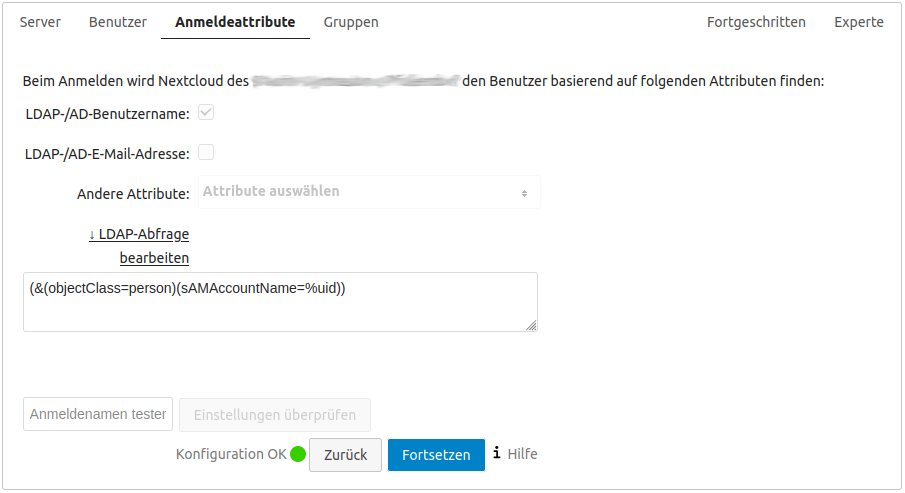 Server Benutzer Anmeldeattribute Gruppen Fortgeschritten Experte
Beim Anmelden wird Nextcloud des den Benutzer basierend auf folgenden Attributen finden:
LDAP-/AD-Benutzername:
LDAP-/AD-E-Mail-Adresse:
Andere Attribute: Attribute auswählen
↓ LDAP-Abfrage
bearbeiten
(&(objectClass=person)(sAMAccountName=%uid))
Anmeldenamen tester Einstellungen überprüfen
Konfiguration OK Zurück Fortsetzen i Hilfe